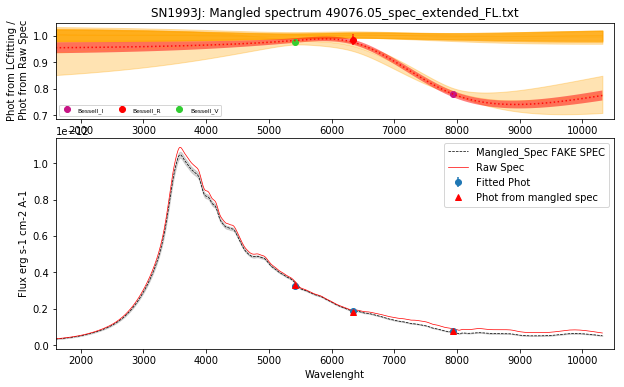 SN1993J: Mangled spectrum 49076.05_spec_extended_FL.txt
Phot from LCfitting /
Phot from Raw Spec
1.0
0.9
0.8
0.7
Bessell_I
Bessell_R
Bessell_V
2000 3000 4000 5000 6000 7000 8000 9000 10000
Flux erg s-1 cm-2 A-1
1.0
0.8
0.6
0.4
0.2
0.0
Mangled_Spec FAKE SPEC
Raw Spec
Fitted Phot
Phot from mangled spec
2000 3000 4000 5000 6000 7000 8000 9000 10000
Wavelenght